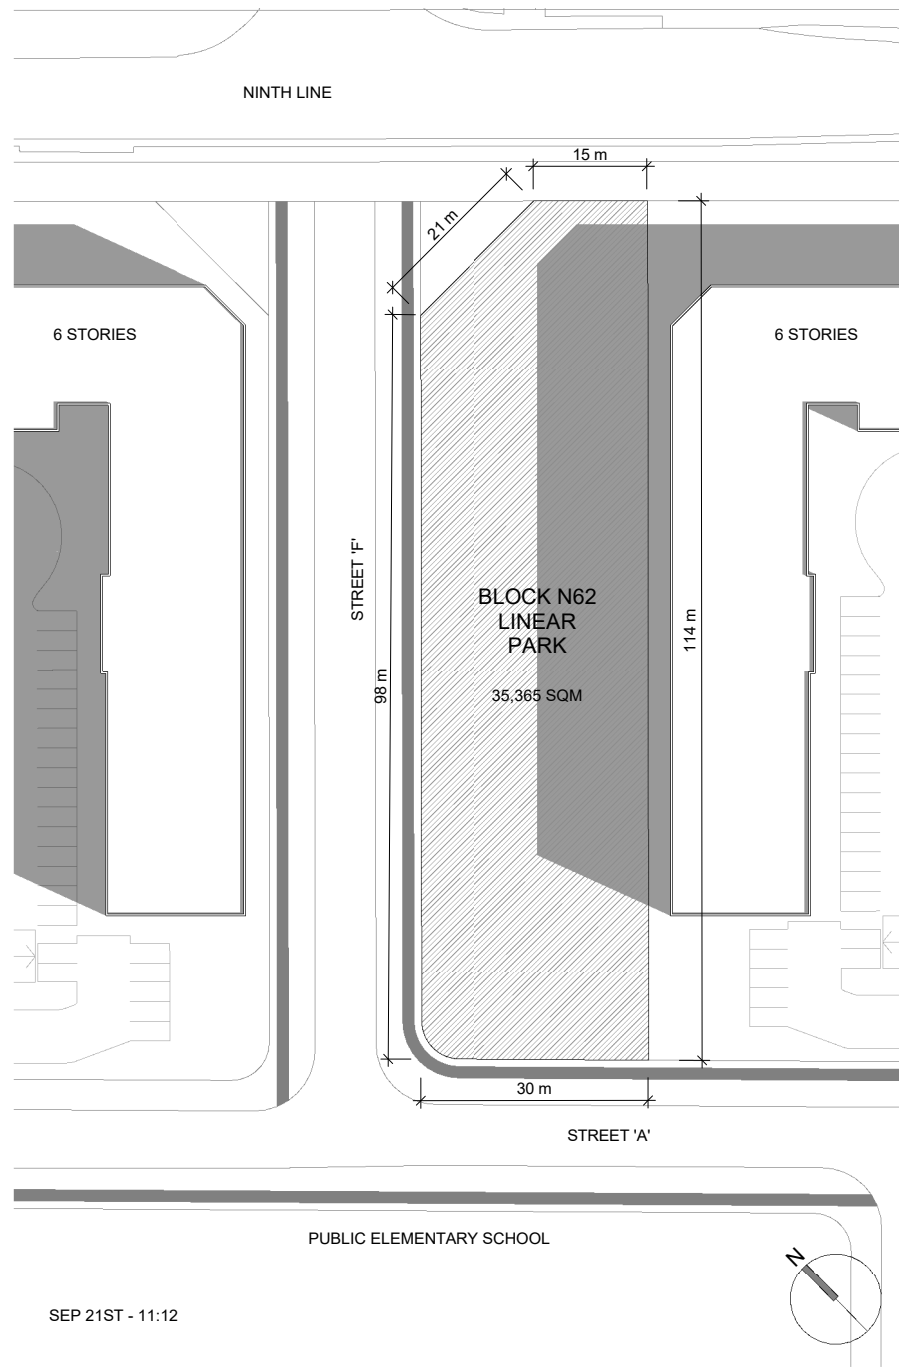 NINTH LINE
15 m
21 m
6 STORIES
6 STORIES
STREET 'F'
BLOCK N62
LINEAR
PARK
114 m
98 m
35,365 SQM
30 m
STREET 'A'
PUBLIC ELEMENTARY SCHOOL
N
SEP 21ST - 11:12